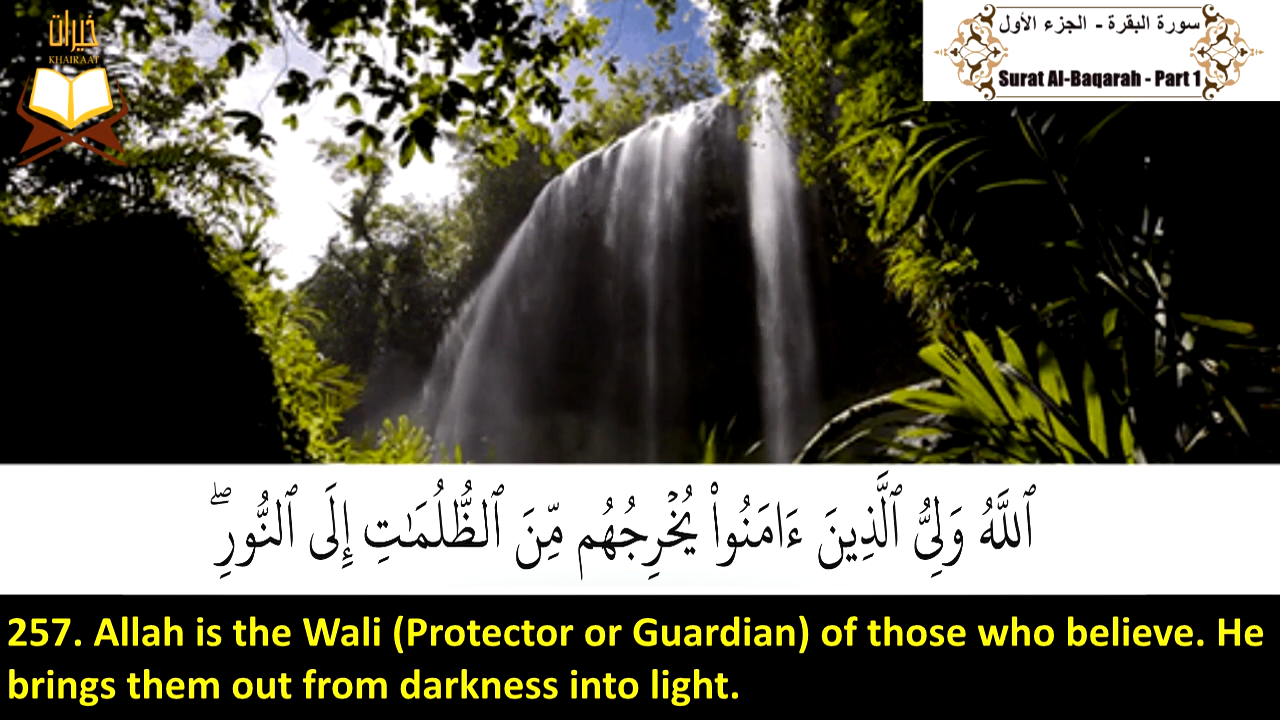 خيرات
KHAIRAAT
سورة البقرة - الجزء الأول
Surat Al-Baqarah - Part 1
ٱللَّهُ وَلِىُّ ٱلَّذِينَ ءَامَنُوا۟ يُخْرِجُهُم مِّنَ ٱلظُّلُمَـٰتِ إِلَى ٱلنُّورِ ۖ
257. Allah is the Wali (Protector or Guardian) of those who believe. He
brings them out from darkness into light.